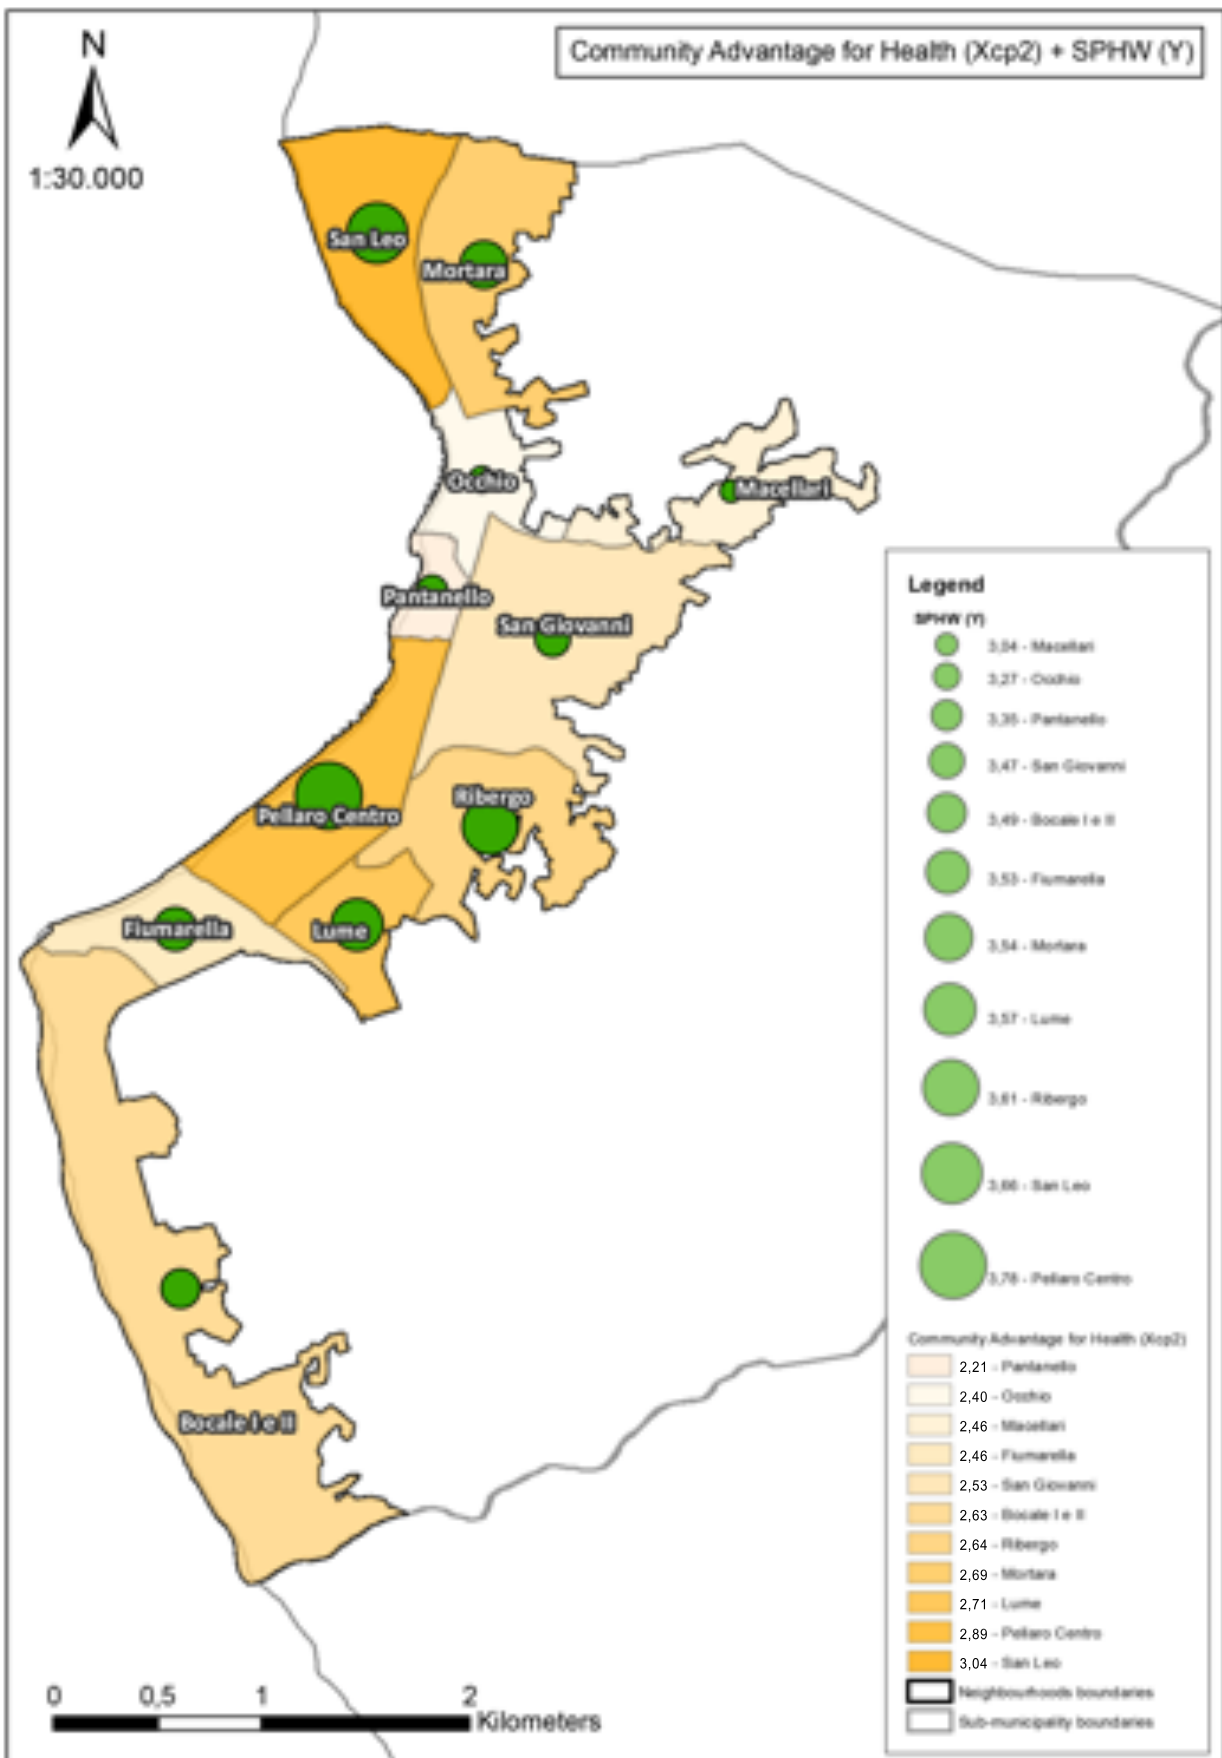 Community Advantage for Health (Xcp2) + SPHW (Y)
N
1:30.000
San Leo
Mortara
Occhio
Macellari
Pantanello
San Giovanni
Pellaro Centro
Ribergo
Fiumarella
Lume
Bocale I e II
0 0,5 1 2
Kilometers
Legend
SPHW (Y)
3,04 - Macellari
3,27 - Occhio
3,35 - Pantanello
3,47 - San Giovanni
3,49 - Bocale I e II
3,53 - Fiumarella
3,54 - Mortara
3,57 - Lume
3,61 - Ribergo
3,66 - San Leo
3,78 - Pellaro Centro
Community Advantage for Health (Xcp2)
2,21 - Pantanello
2,40 - Occhio
2,46 - Macellari
2,46 - Fiumarella
2,53 - San Giovanni
2,63 - Bocale I e II
2,64 - Ribergo
2,69 - Mortara
2,71 - Lume
2,89 - Pellaro Centro
3,04 - San Leo
Neighbourhoods boundaries
Sub-municipality boundaries